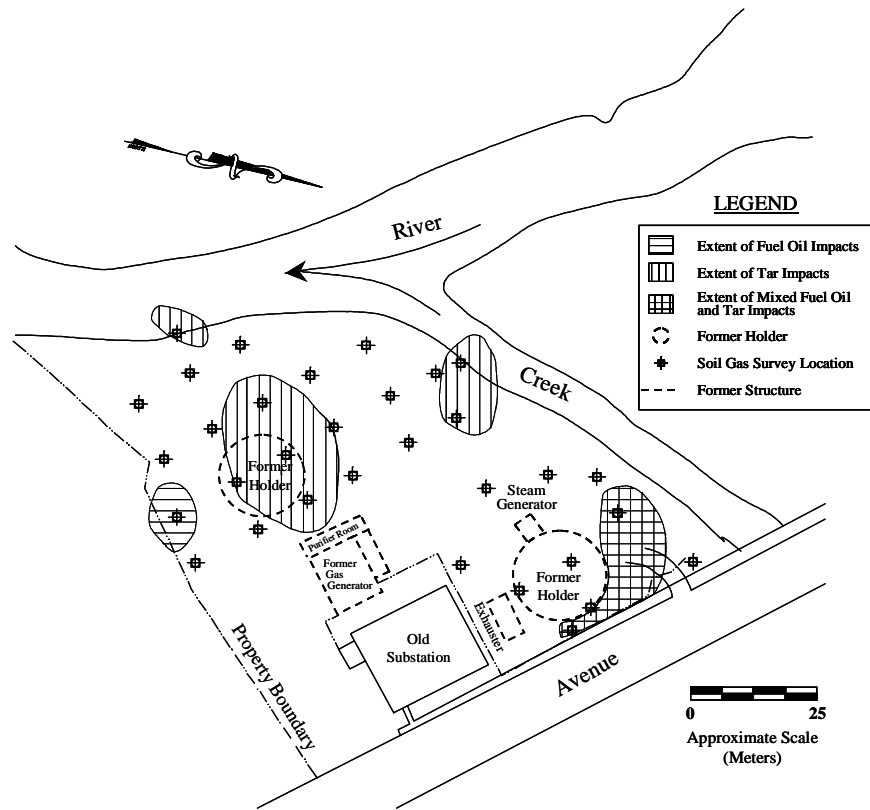 River
LEGEND
Extent of Fuel Oil Impacts
Extent of Tar Impacts
Extent of Mixed Fuel Oil
and Tar Impacts
Former Holder
Soil Gas Survey Location
Former Structure
Creek
Former
Holder
Steam
Generator
Purifier Room
Former
Gas
Generator
Former
Holder
Exhauster
Old
Substation
Property Boundary
Avenue
0 25
Approximate Scale
(Meters)